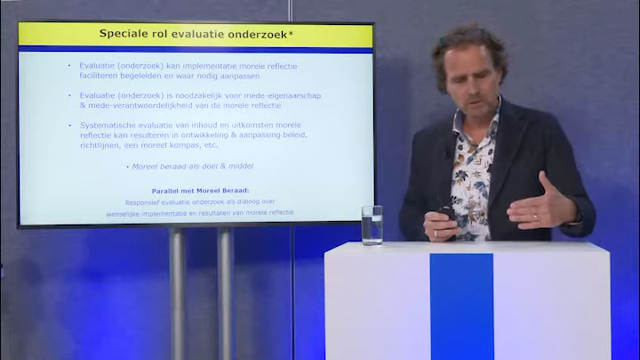 Speciale rol evaluatie onderzoek*
• Evaluatie (onderzoek) kan implementatie morele reflectie
faciliteren begeleiden en waar nodig aanpassen
• Evaluatie (onderzoek) is noodzakelijk voor mede-eigenaarschap
& mede-verantwoordelijkheid van de morele reflectie
• Systematische evaluatie van inhoud en uitkomsten morele
reflectie kan resulteren in ontwikkeling & aanpassing beleid,
richtlijnen, een moreel kompas, etc.
• Moreel beraad als doel & middel
Parallel met Moreel Beraad:
Responsief evaluatie onderzoek als dialoog over
wenselijke implementatie en resultaten van morele reflectie